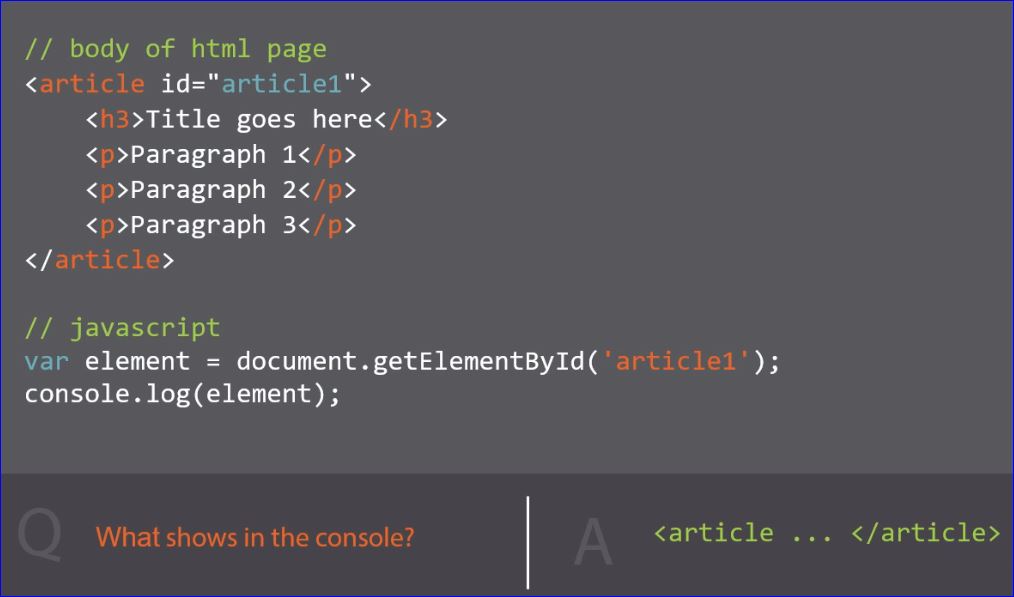 // body of html page
<article id="article1">
    <h3>Title goes here</h3>
    <p>Paragraph 1</p>
    <p>Paragraph 2</p>
    <p>Paragraph 3</p>
</article>
// javascript
var element = document.getElementById('article1');
console.log(element);
Q What shows in the console?
A <article ... </article>